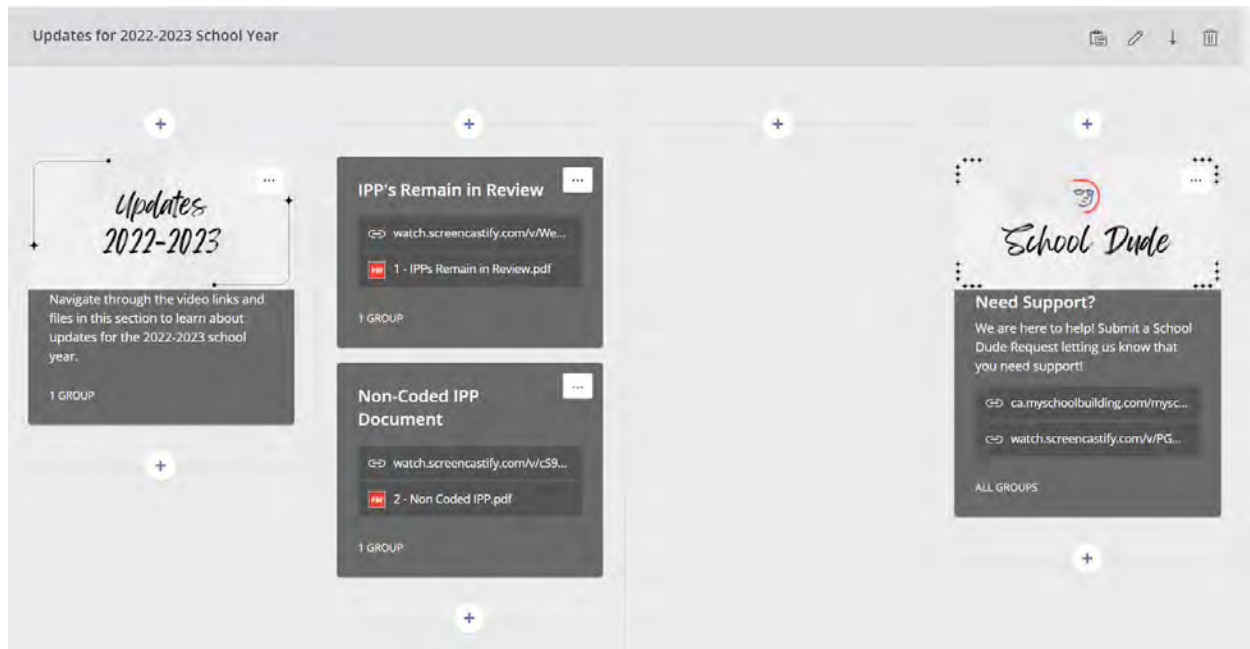 Updates for 2022-2023 School Year
Updates
2022-2023
Navigate through the video links and
files in this section to learn about
updates for the 2022-2023 school
year.
1 GROUP
IPP's Remain in Review
watch.screencastify.com/v/We...
PDF 1 - IPPs Remain in Review.pdf
1 GROUP
Non-Coded IPP
Document
watch.screencastify.com/v/cS9...
PDF 2 - Non Coded IPP.pdf
1 GROUP
School Dude
Need Support?
We are here to help! Submit a School
Dude Request letting us know that
you need support!
ca.myschoolbuilding.com/mysc...
watch.screencastify.com/v/PG...
ALL GROUPS